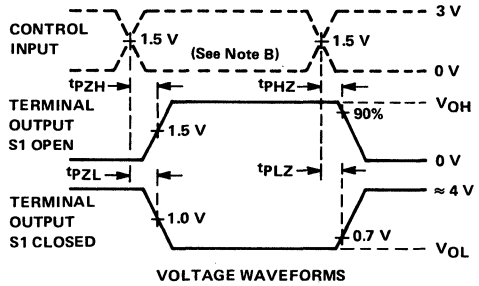 3 V
CONTROL
INPUT
1.5 V
(See Note B)
1.5 V
0 V
tPZH
tPHZ
TERMINAL
OUTPUT
S1 OPEN
VOH
90%
1.5 V
0 V
tPZL
tPLZ
≈ 4 V
TERMINAL
OUTPUT
S1 CLOSED
1.0 V
0.7 V
VOL
VOLTAGE WAVEFORMS